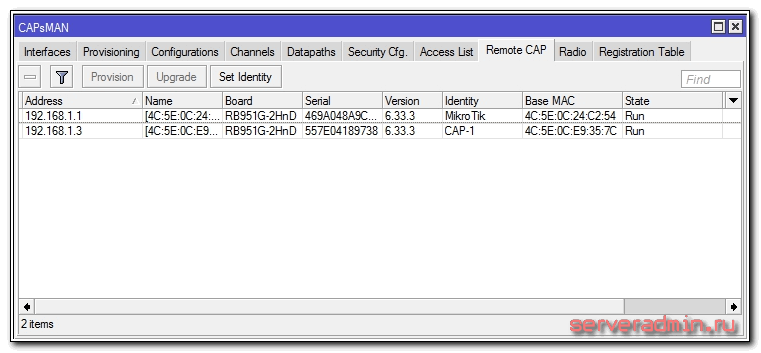 CAPsMAN
Interfaces Provisioning Configurations Channels Datapaths Security Cfg. Access List Remote CAP Radio Registration Table
Provision Upgrade Set Identity Find
Address Name Board Serial Version Identity Base MAC State
192.168.1.1 [4C:5E:0C:24:... RB951G-2HnD 469A048A9C... 6.33.3 MikroTik 4C:5E:0C:24:C2:54 Run
192.168.1.3 [4C:5E:0C:E9... RB951G-2HnD 557E04189738 6.33.3 CAP-1 4C:5E:0C:E9:35:7C Run
2 items
serveradmin.ru